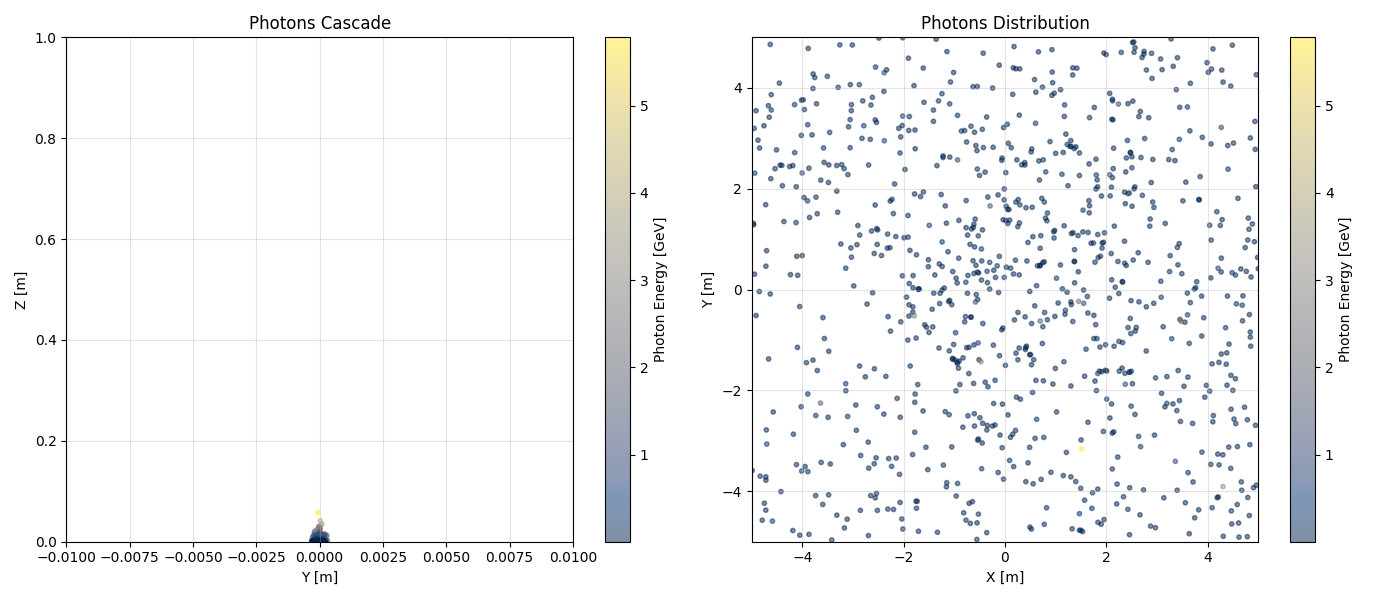 Photons Cascade
1.0
0.8
0.6
0.4
0.2
0.0
Z [m]
−0.0100 −0.0075 −0.0050 −0.0025 0.0000 0.0025 0.0050 0.0075 0.0100
Y [m]
5
4
3
2
1
Photon Energy [GeV]
Photons Distribution
4
2
0
−2
−4
Y [m]
−4 −2 0 2 4
X [m]
5
4
3
2
1
Photon Energy [GeV]